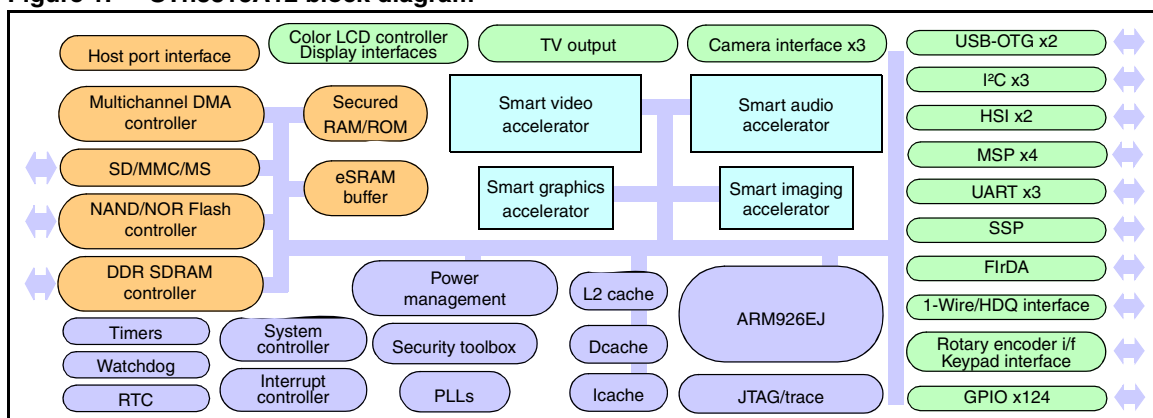 Host port interface
Color LCD controller
Display interfaces
TV output
Camera interface x3
USB-OTG x2
I²C x3
HSI x2
MSP x4
UART x3
SSP
FIrDA
1-Wire/HDQ interface
Rotary encoder i/f
Keypad interface
GPIO x124
Multichannel DMA
controller
Secured
RAM/ROM
SD/MMC/MS
eSRAM
buffer
NAND/NOR Flash
controller
DDR SDRAM
controller
Smart video
accelerator
Smart audio
accelerator
Smart graphics
accelerator
Smart imaging
accelerator
Power
management
L2 cache
ARM926EJ
Timers
System
controller
Security toolbox
Dcache
Watchdog
Interrupt
controller
PLLs
Icache
JTAG/trace
RTC